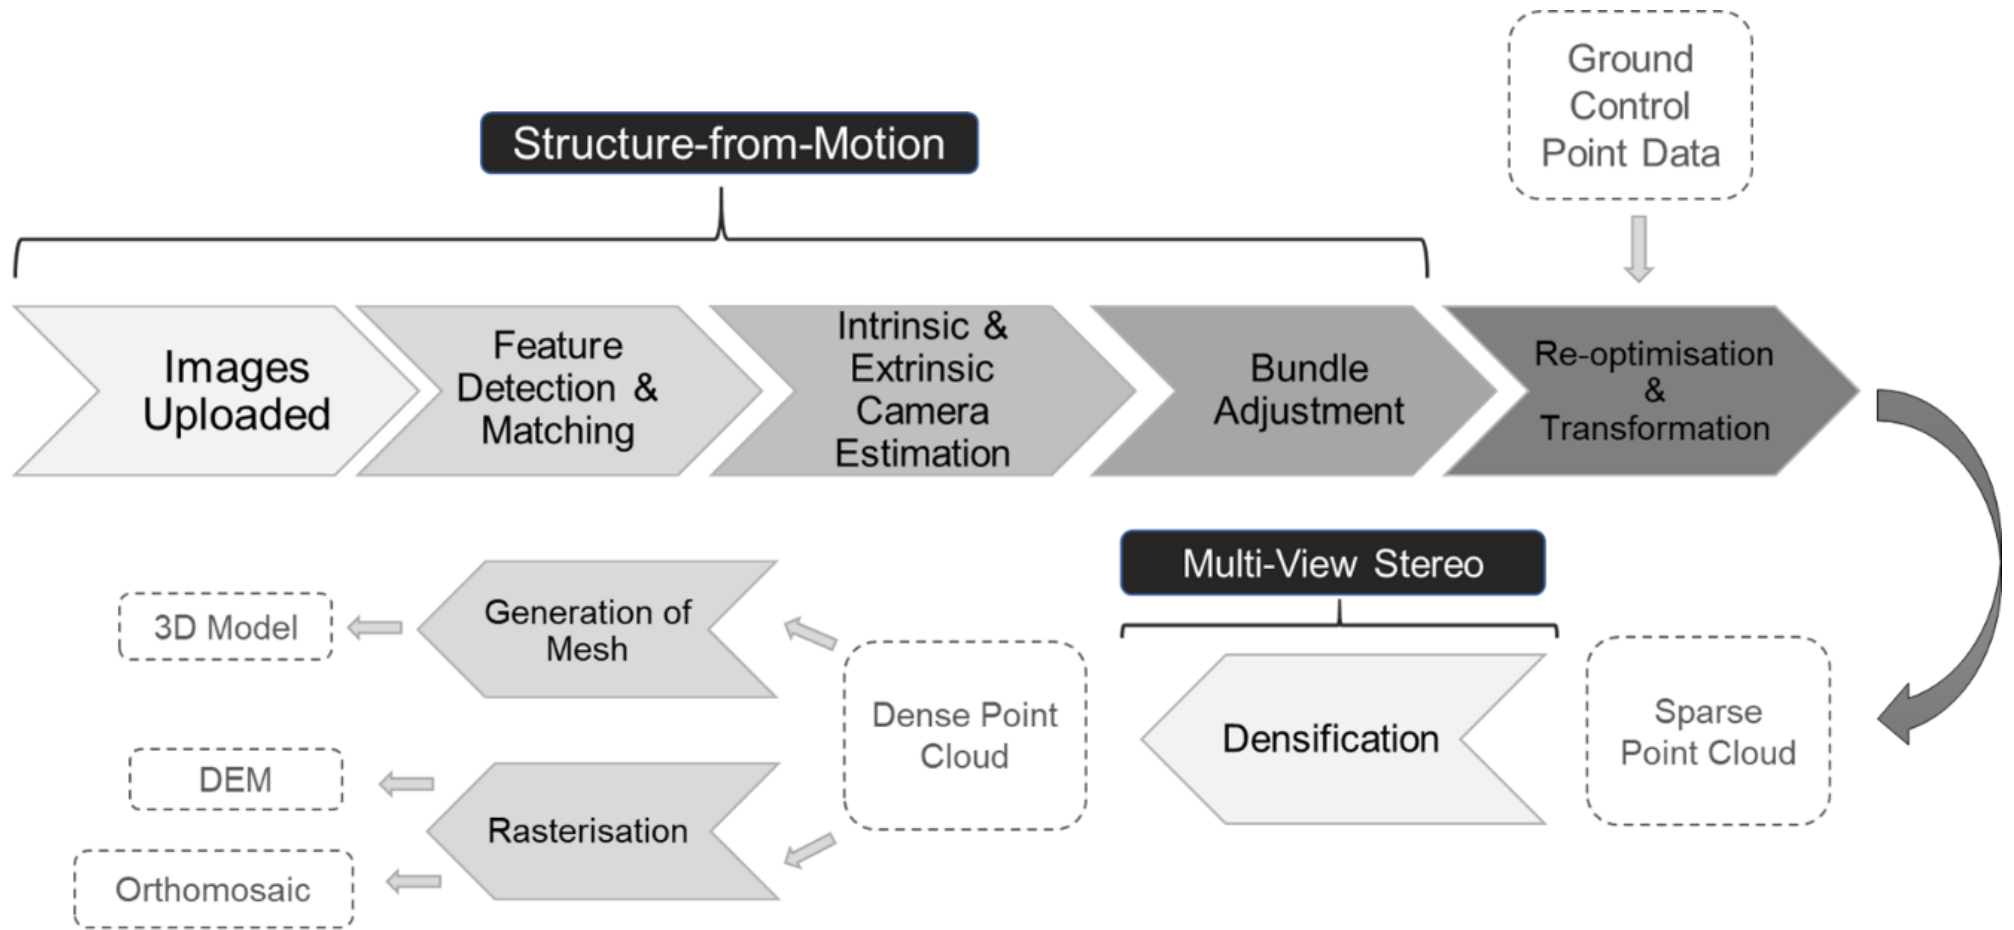 Ground
Control
Point Data
Structure-from-Motion
Images
Uploaded
Feature
Detection &
Matching
Intrinsic &
Extrinsic
Camera
Estimation
Bundle
Adjustment
Re-optimisation
&
Transformation
Multi-View Stereo
Sparse
Point Cloud
Densification
Dense Point
Cloud
Generation of
Mesh
3D Model
Rasterisation
DEM
Orthomosaic